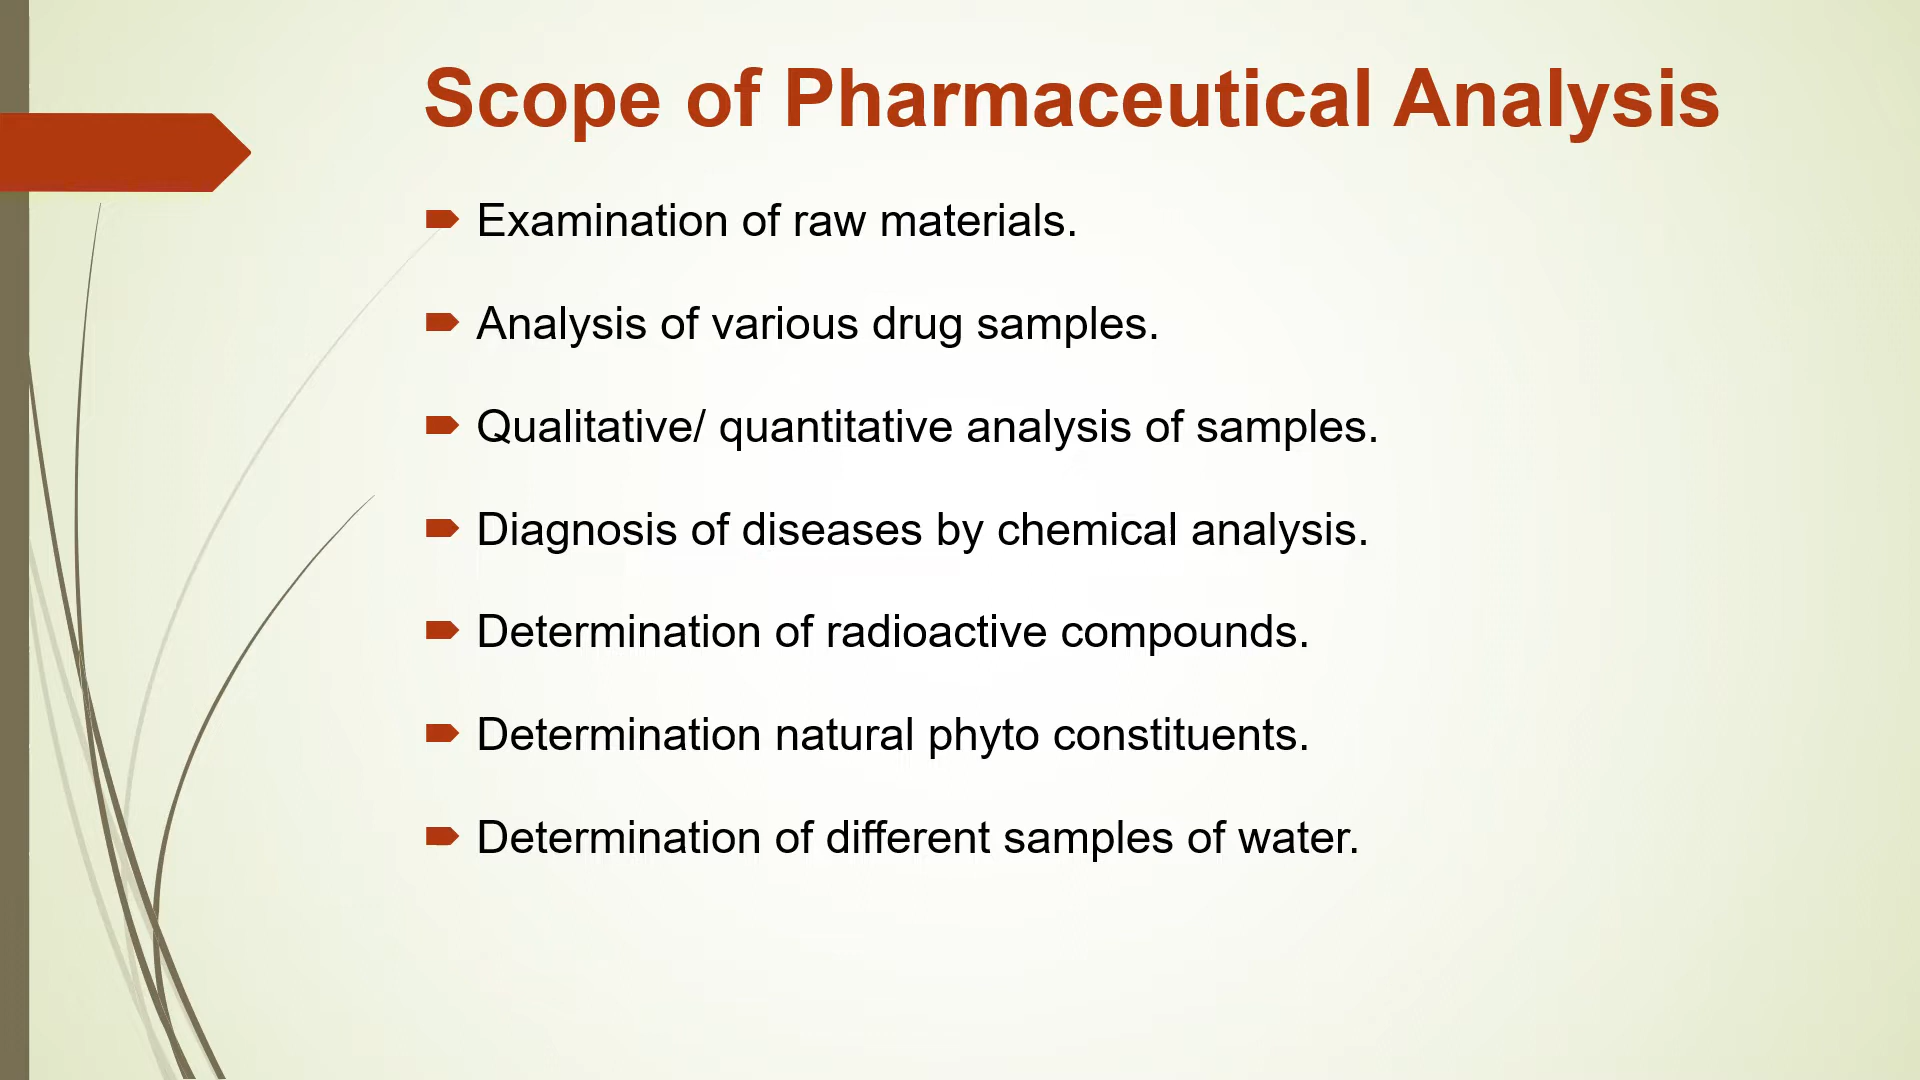 Scope of Pharmaceutical Analysis
Examination of raw materials.
Analysis of various drug samples.
Qualitative/ quantitative analysis of samples.
Diagnosis of diseases by chemical analysis.
Determination of radioactive compounds.
Determination natural phyto constituents.
Determination of different samples of water.